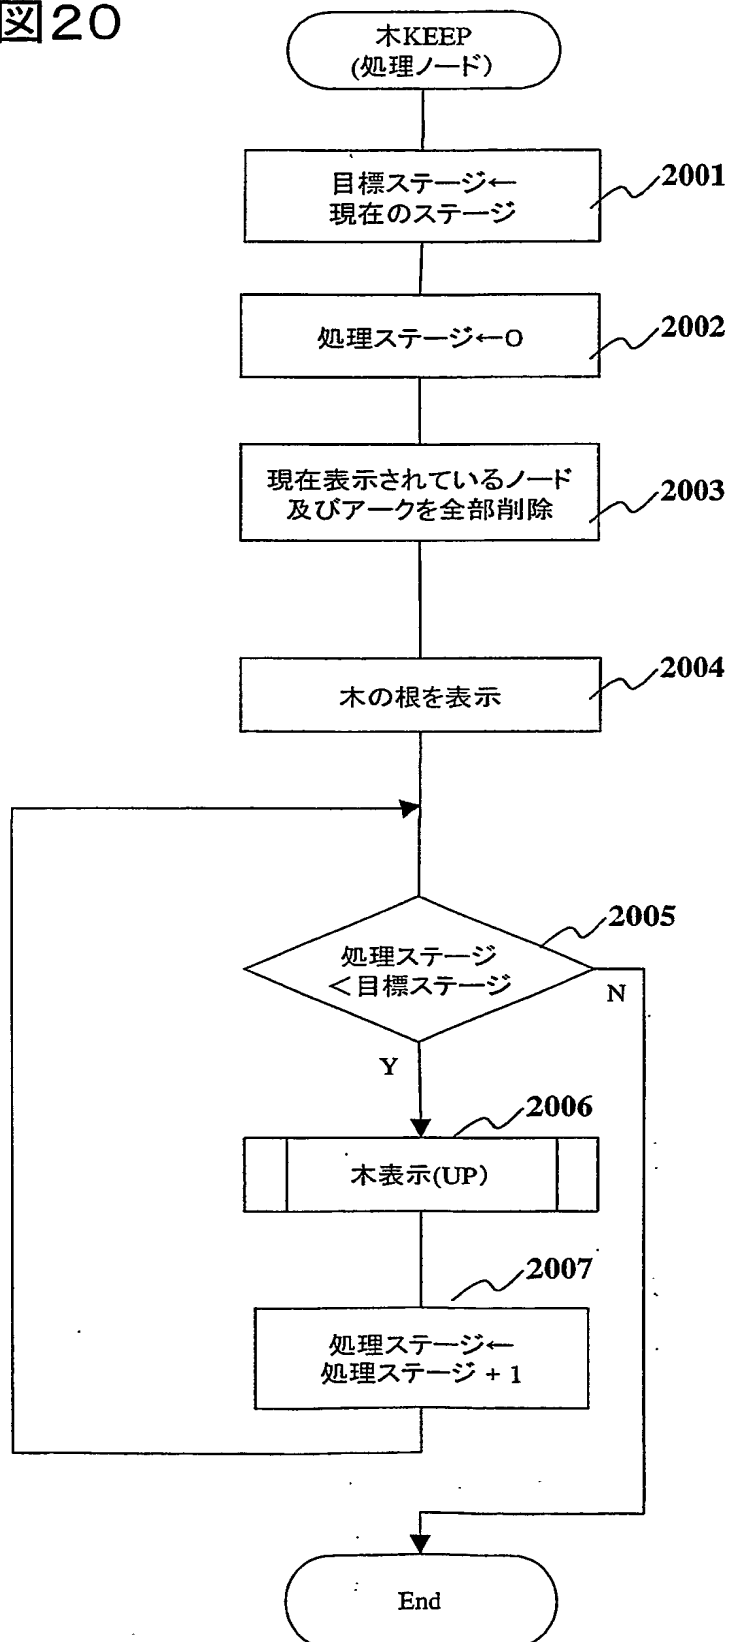 図20
木KEEP
(処理ノード)
目標ステージ←
現在のステージ
2001
処理ステージ←0
2002
現在表示されているノード
及びアークを全部削除
2003
木の根を表示
2004
処理ステージ
<目標ステージ
2005
N
Y
2006
木表示(UP)
2007
処理ステージ←
処理ステージ + 1
End